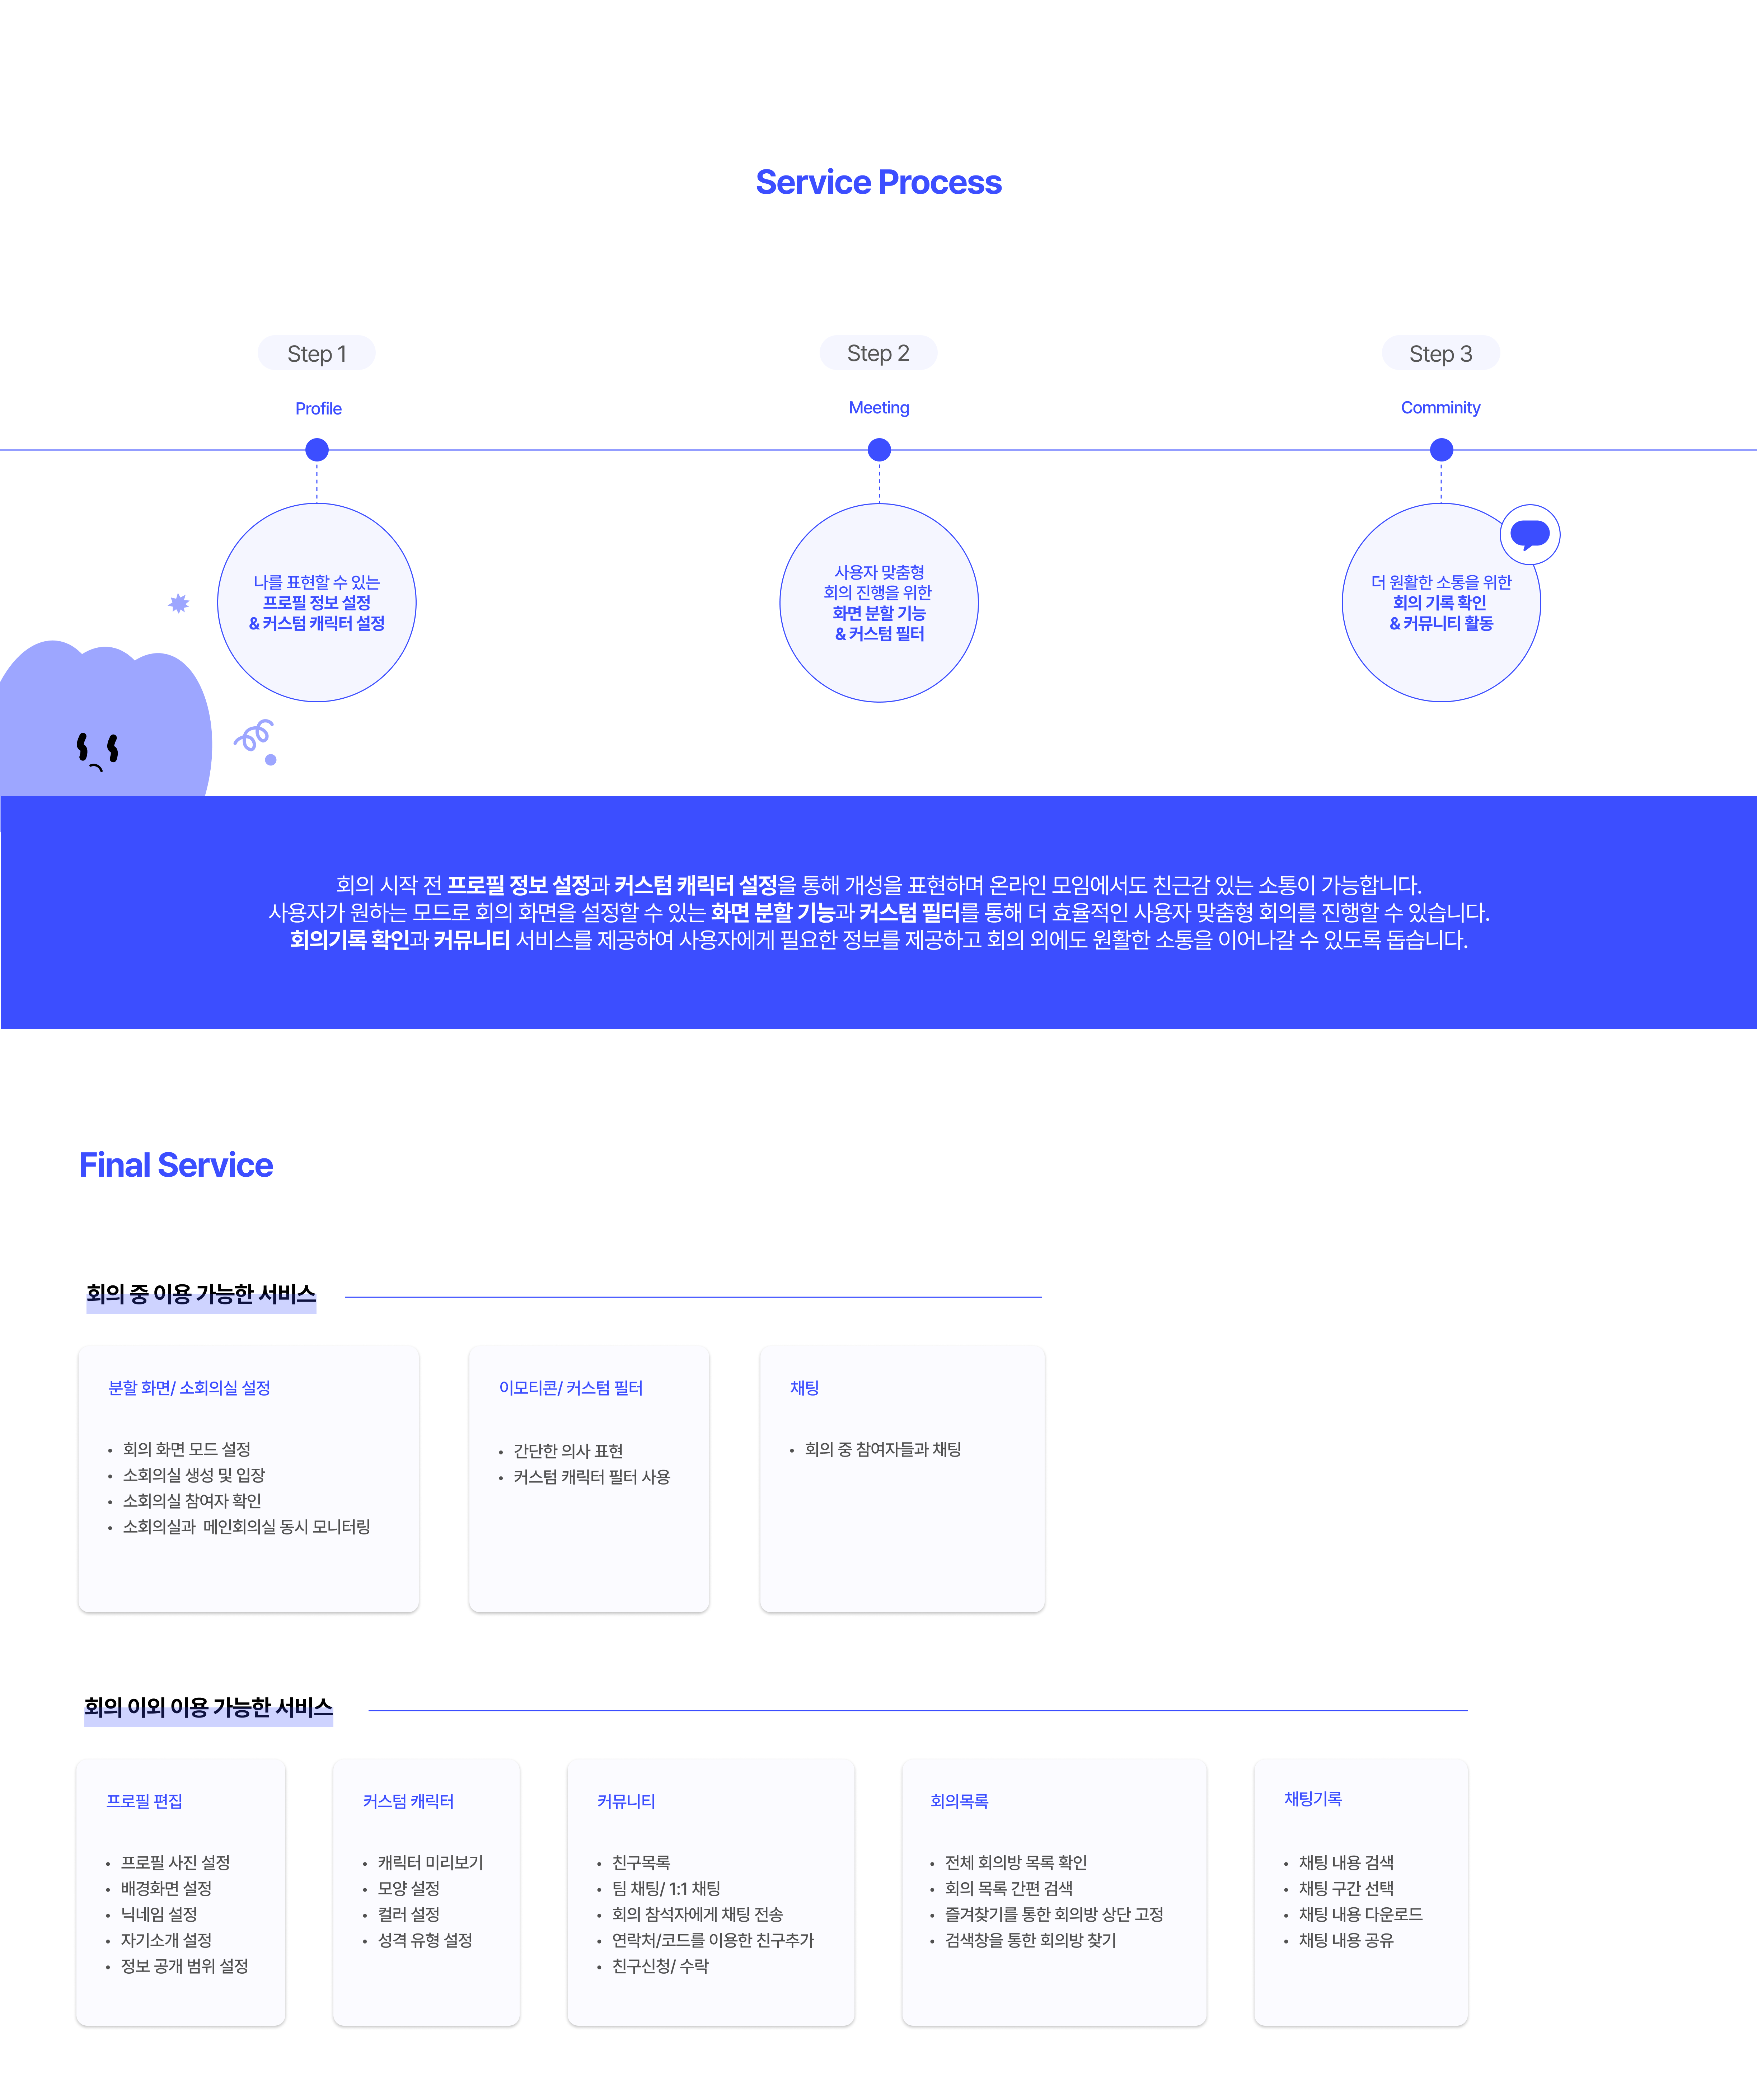 Service Process
Step 1
Profile
나를 표현할 수 있는
프로필 정보 설정
& 커스텀 캐릭터 설정
Step 2
Meeting
사용자 맞춤형
회의 진행을 위한
화면 분할 기능
& 커스텀 필터
Step 3
Comminity
더 원활한 소통을 위한
회의 기록 확인
& 커뮤니티 활동
회의 시작 전 프로필 정보 설정과 커스텀 캐릭터 설정을 통해 개성을 표현하며 온라인 모임에서도 친근감 있는 소통이 가능합니다.
사용자가 원하는 모드로 회의 화면을 설정할 수 있는 화면 분할 기능과 커스텀 필터를 통해 더 효율적인 사용자 맞춤형 회의를 진행할 수 있습니다.
회의기록 확인과 커뮤니티 서비스를 제공하여 사용자에게 필요한 정보를 제공하고 회의 외에도 원활한 소통을 이어나갈 수 있도록 돕습니다.
Final Service
회의 중 이용 가능한 서비스
분할 화면/ 소회의실 설정
• 회의 화면 모드 설정
• 소회의실 생성 및 입장
• 소회의실 참여자 확인
• 소회의실과 메인회의실 동시 모니터링
이모티콘/ 커스텀 필터
• 간단한 의사 표현
• 커스텀 캐릭터 필터 사용
채팅
• 회의 중 참여자들과 채팅
회의 이외 이용 가능한 서비스
프로필 편집
• 프로필 사진 설정
• 배경화면 설정
• 닉네임 설정
• 자기소개 설정
• 정보 공개 범위 설정
커스텀 캐릭터
• 캐릭터 미리보기
• 모양 설정
• 컬러 설정
• 성격 유형 설정
커뮤니티
• 친구목록
• 팀 채팅/ 1:1 채팅
• 회의 참석자에게 채팅 전송
• 연락처/코드를 이용한 친구추가
• 친구신청/ 수락
회의목록
• 전체 회의방 목록 확인
• 회의 목록 간편 검색
• 즐겨찾기를 통한 회의방 상단 고정
• 검색창을 통한 회의방 찾기
채팅기록
• 채팅 내용 검색
• 채팅 구간 선택
• 채팅 내용 다운로드
• 채팅 내용 공유